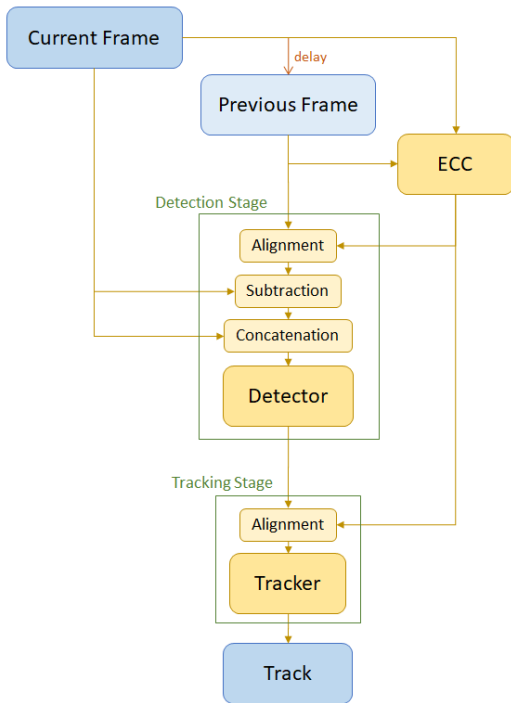 Current Frame
delay
Previous Frame
ECC
Detection Stage
Alignment
Subtraction
Concatenation
Detector
Tracking Stage
Alignment
Tracker
Track